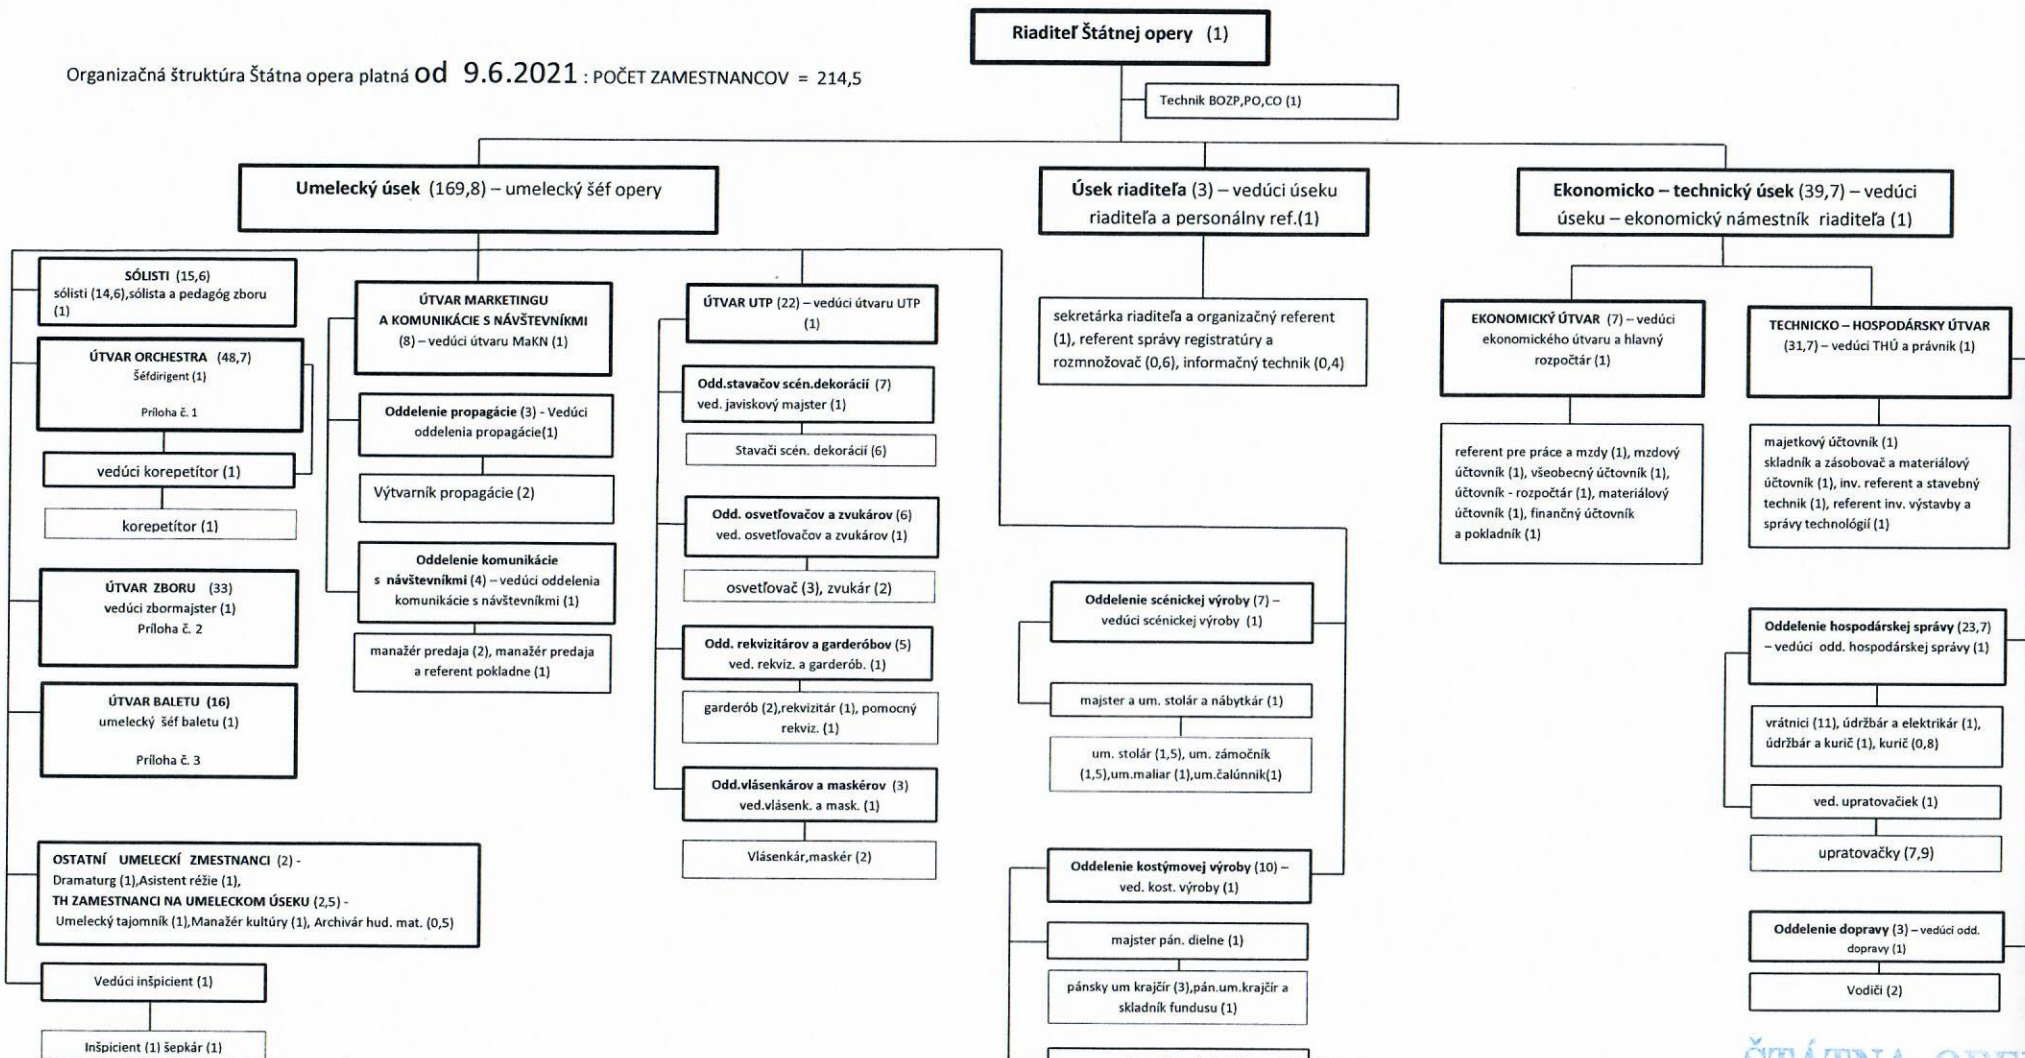 Riaditeľ Štátnej opery (1)
Organizačná štruktúra Štátna opera platná od 9.6.2021 : POČET ZAMESTNANCOV = 214,5
Technik BOZP,PO,CO (1)
Umelecký úsek (169,8) – umelecký šéf opery
Úsek riaditeľa (3) – vedúci úseku
riaditeľa a personálny ref.(1)
Ekonomicko – technický úsek (39,7) – vedúci
úseku – ekonomický námestník riaditeľa (1)
SÓLISTI (15,6)
sólisti (14,6),sólista a pedagóg zboru
(1)
ÚTVAR ORCHESTRA (48,7)
Šéfdirigent (1)
Príloha č. 1
vedúci korepetítor (1)
korepetítor (1)
ÚTVAR ZBORU (33)
vedúci zbormajster (1)
Príloha č. 2
ÚTVAR BALETU (16)
umelecký šéf baletu (1)
Príloha č. 3
OSTATNÍ UMELECKÍ ZMESTNANCI (2) -
Dramaturg (1),Asistent réžie (1),
TH ZAMESTNANCI NA UMELECKOM ÚSEKU (2,5) -
Umelecký tajomník (1),Manažér kultúry (1), Archivár hud. mat. (0,5)
Vedúci inšpicient (1)
Inšpicient (1) šepkár (1)
ÚTVAR MARKETINGU
A KOMUNIKÁCIE S NÁVŠTEVNÍKMI
(8) – vedúci útvaru MaKN (1)
Oddelenie propagácie (3) - Vedúci
oddelenia propagácie(1)
Výtvarník propagácie (2)
Oddelenie komunikácie
s návštevníkmi (4) – vedúci oddelenia
komunikácie s návštevníkmi (1)
manažér predaja (2), manažér predaja
a referent pokladne (1)
ÚTVAR UTP (22) – vedúci útvaru UTP
(1)
Odd.stavačov scén.dekorácií (7)
ved. javiskový majster (1)
Stavači scén. dekorácií (6)
Odd. osvetľovačov a zvukárov (6)
ved. osvetľovačov a zvukárov (1)
osvetľovač (3), zvukár (2)
Odd. rekvizitárov a garderóbov (5)
ved. rekviz. a garderób. (1)
garderób (2),rekvizitár (1), pomocný
rekviz. (1)
Odd.vlásenkárov a maskérov (3)
ved.vlásenk. a mask. (1)
Vlásenkár,maskér (2)
sekretárka riaditeľa a organizačný referent
(1), referent správy registratúry a
rozmnožovač (0,6), informačný technik (0,4)
Oddelenie scénickej výroby (7) –
vedúci scénickej výroby (1)
majster a um. stolár a nábytkár (1)
um. stolár (1,5), um. zámočník
(1,5),um.maliar (1),um.čalúnnik(1)
Oddelenie kostýmovej výroby (10) –
ved. kost. výroby (1)
majster pán. dielne (1)
pánsky um krajčír (3),pán.um.krajčír a
skladník fundusu (1)
EKONOMICKÝ ÚTVAR (7) – vedúci
ekonomického útvaru a hlavný
rozpočtár (1)
referent pre práce a mzdy (1), mzdový
účtovník (1), všeobecný účtovník (1),
účtovník - rozpočtár (1), materiálový
účtovník (1), finančný účtovník
a pokladník (1)
TECHNICKO – HOSPODÁRSKY ÚTVAR
(31,7) – vedúci THÚ a právnik (1)
majetkový účtovník (1)
skladník a zásobovač a materiálový
účtovník (1), inv. referent a stavebný
technik (1), referent inv. výstavby a
správy technológií (1)
Oddelenie hospodárskej správy (23,7)
– vedúci odd. hospodárskej správy (1)
vrátnici (11), údržbár a elektrikár (1),
údržbár a kurič (1), kurič (0,8)
ved. upratovačiek (1)
upratovačky (7,9)
Oddelenie dopravy (3) – vedúci odd.
dopravy (1)
Vodiči (2)
ŠTÁTNA